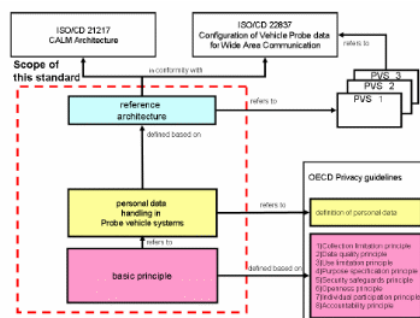 ISO/CD 21217
CALM Architecture
ISO/CD 22837
Configuration of Vehicle Probe data
for Wide Area Communication
refers to
Scope of
this standard
in conformity with
PVS 3
PVS 2
PVS 1
reference
architecture
refers to
defined based on
OECD Privacy guidelines
personal data
handling in
Probe vehicle systems
refers to
definition of personal data
refers to
basic principle
defined based on
1)Collection limitation principle
2)Data quality principle
3)Use limitation principle
4)Purpose specification principle
5)Security safeguards principle
6)Openness principle
7)Individual participation principle
8)Accountability principle